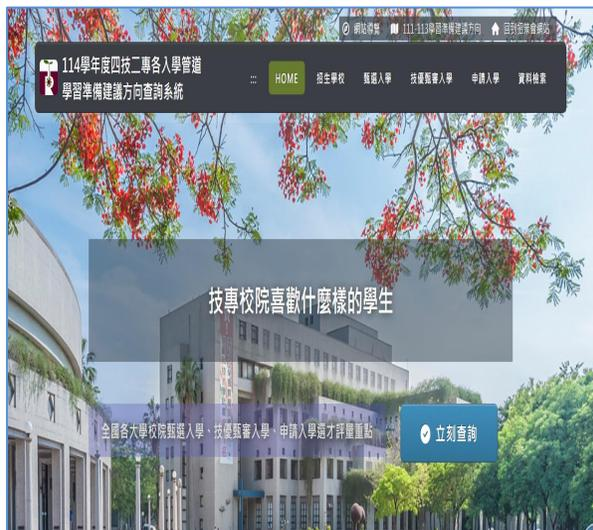 網站導覽 111-113學習準備建議方向 回到招策會網站
114學年度四技二專各入學管道
學習準備建議方向查詢系統
::: HOME 招生學校 甄選入學 技優甄審入學 申請入學 資料檢索
技專校院喜歡什麼樣的學生
全國各大學校院甄選入學、技優甄審入學、申請入學選才評量重點
立刻查詢